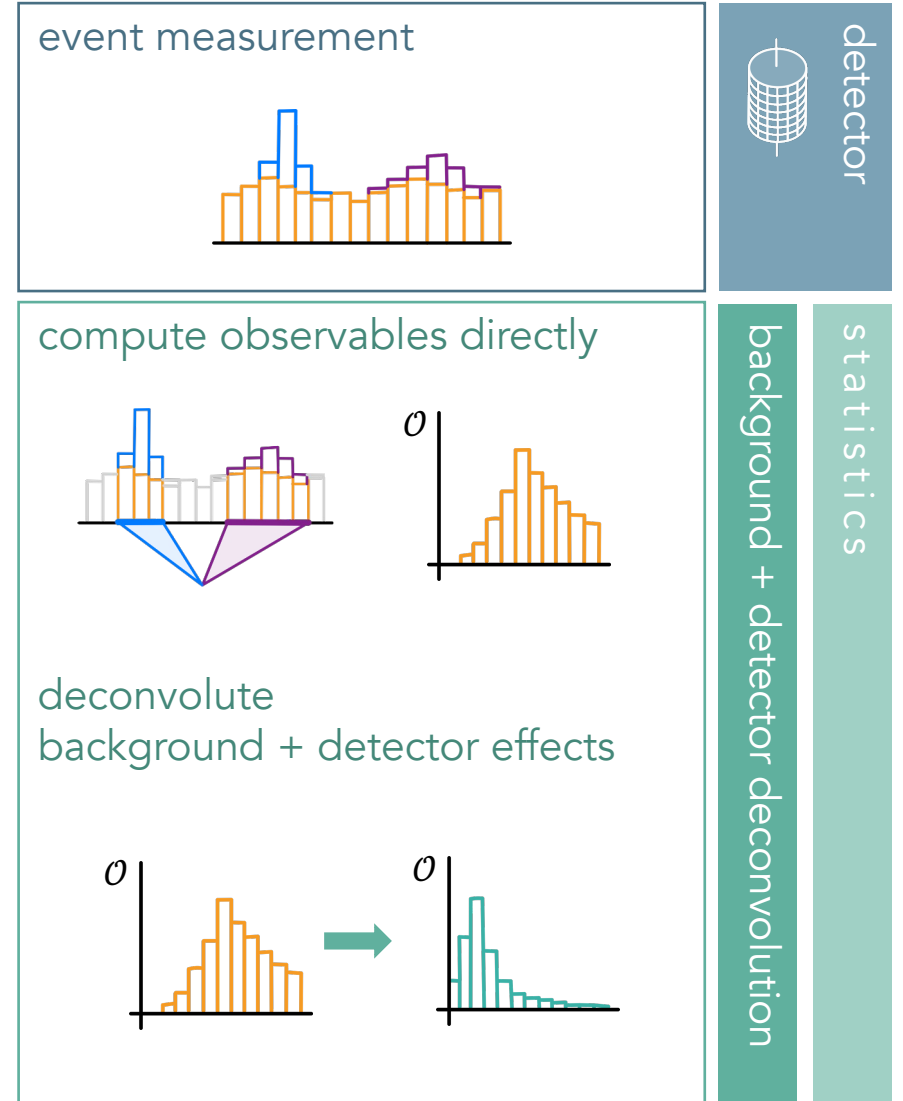 event measurement
detector
compute observables directly
𝒪
background + detector deconvolution
statistics
deconvolute
background + detector effects
𝒪
𝒪